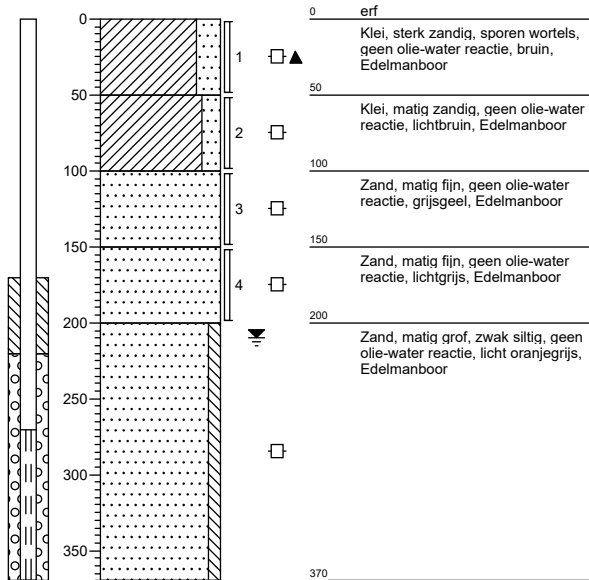 0
50
100
150
200
250
300
350
1
2
3
4
0 erf
Klei, sterk zandig, sporen wortels,
geen olie-water reactie, bruin,
Edelmanboor
50
Klei, matig zandig, geen olie-water
reactie, lichtbruin, Edelmanboor
100
Zand, matig fijn, geen olie-water
reactie, grijsgeel, Edelmanboor
150
Zand, matig fijn, geen olie-water
reactie, lichtgrijs, Edelmanboor
200
Zand, matig grof, zwak siltig, geen
olie-water reactie, licht oranjegrijs,
Edelmanboor
370